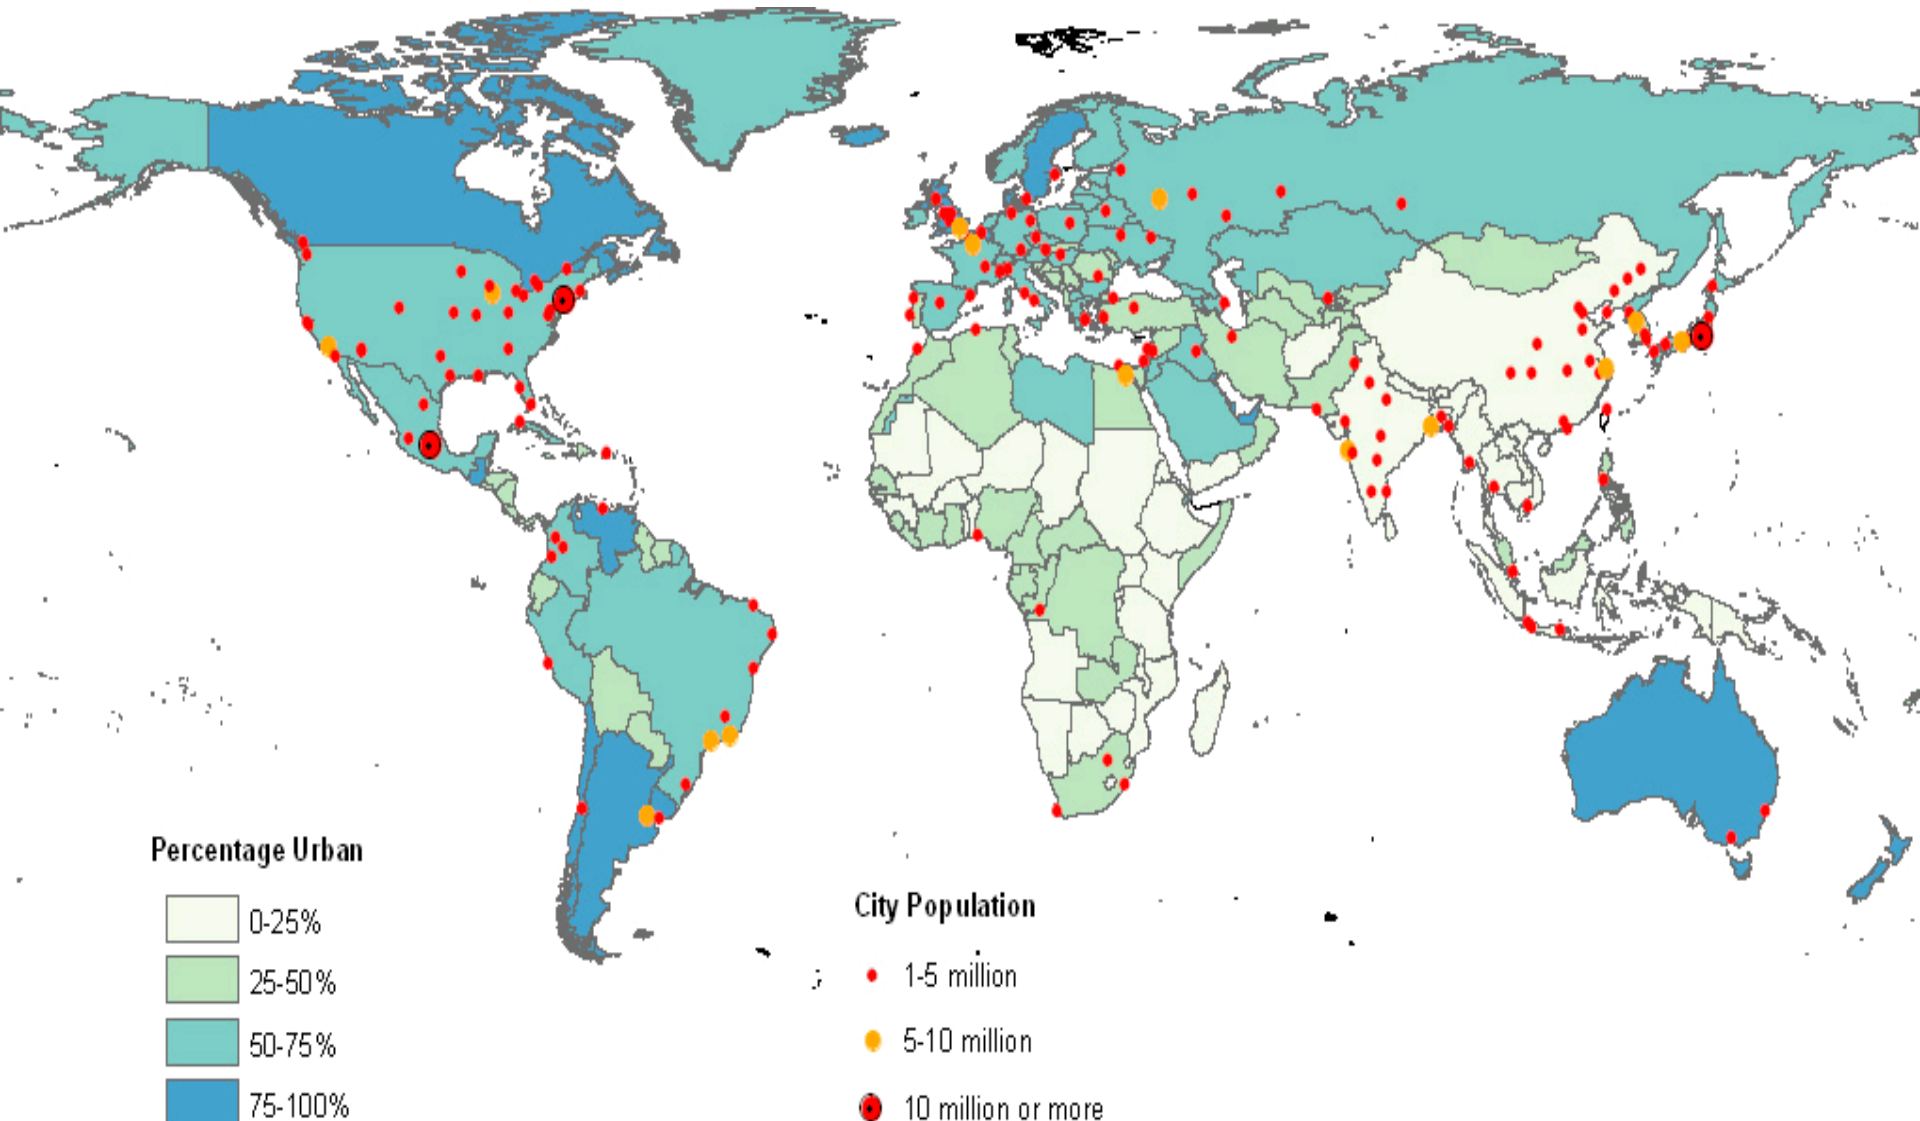 Percentage Urban
0-25%
25-50%
50-75%
75-100%
City Population
1-5 million
5-10 million
10 million or more